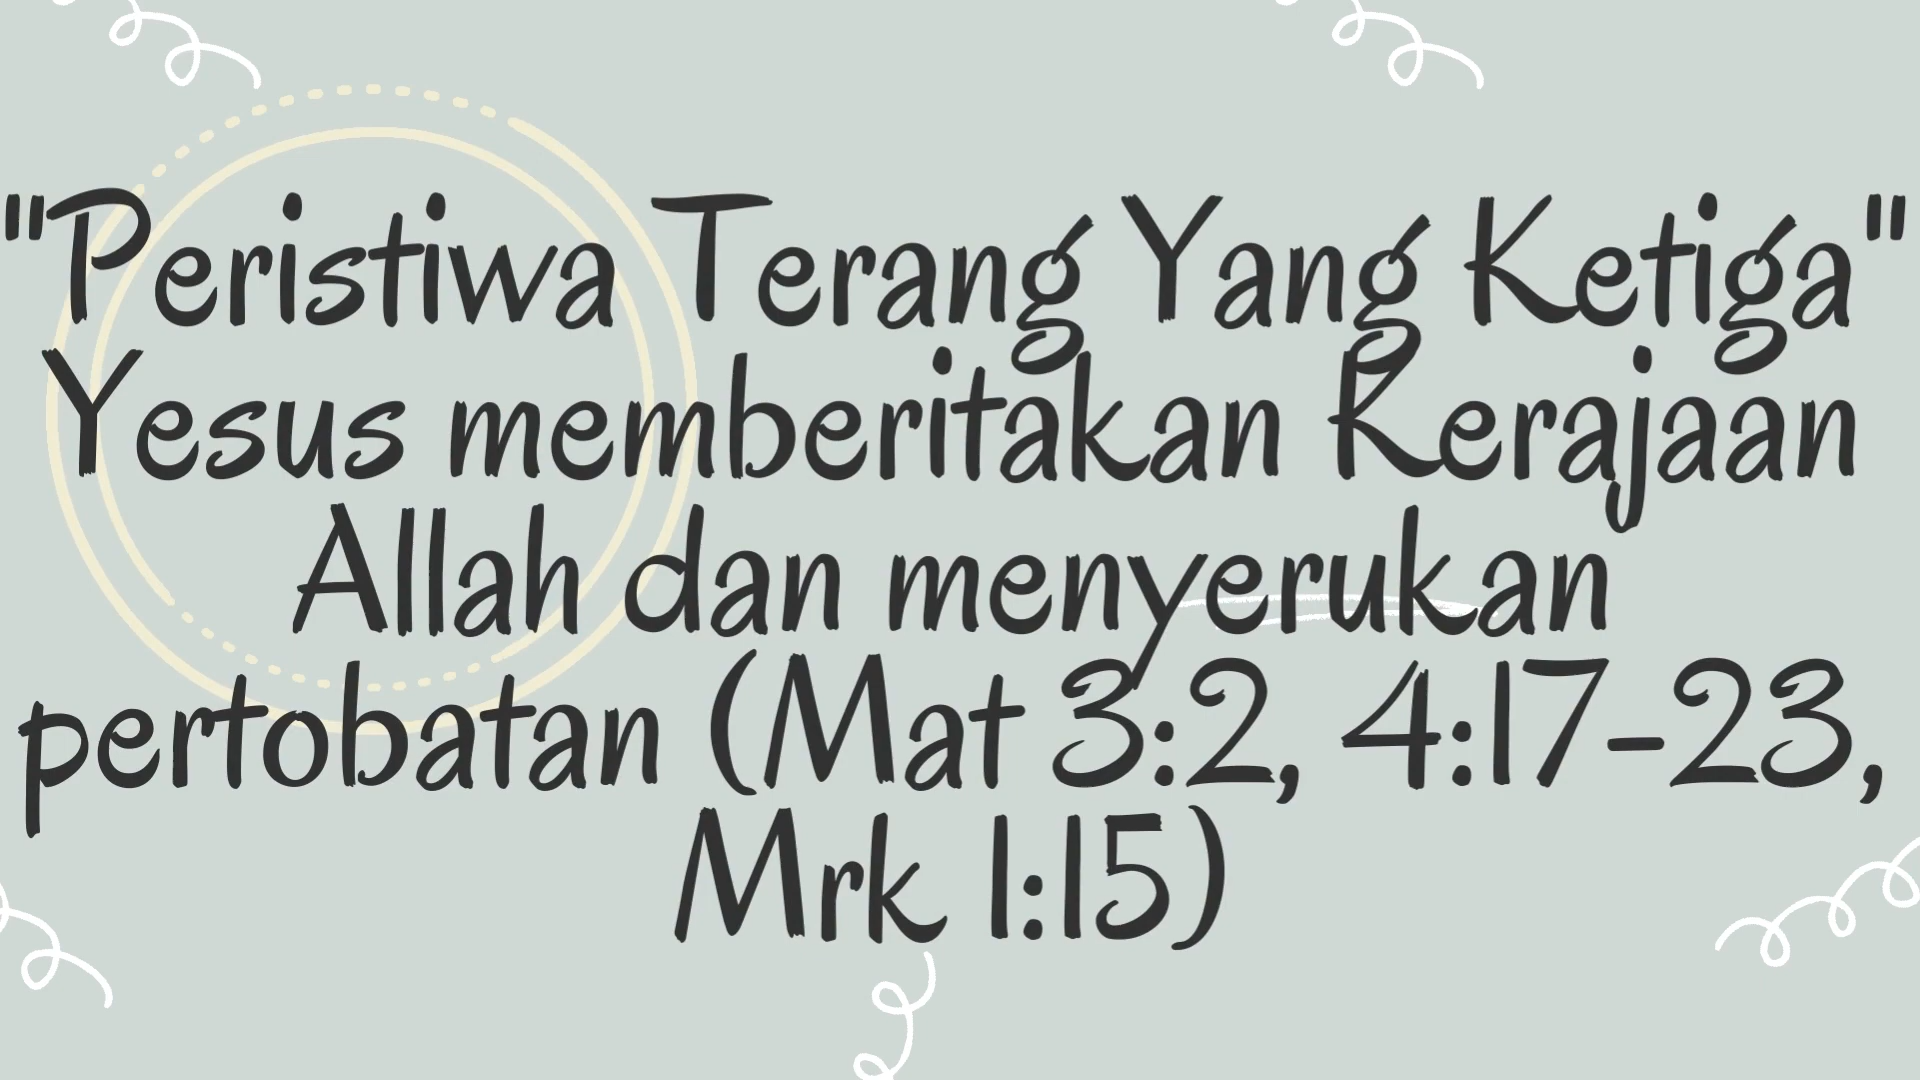 "Peristiwa Terang Yang Ketiga"
Yesus memberitakan Kerajaan
Allah dan menyerukan
pertobatan (Mat 3:2, 4:17-23,
Mrk 1:15)